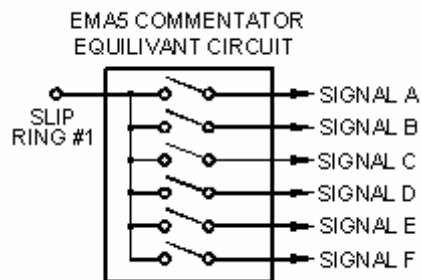 EMA5 COMMENTATOR
EQUILIVANT CIRCUIT
SLIP
RING #1
SIGNAL A
SIGNAL B
SIGNAL C
SIGNAL D
SIGNAL E
SIGNAL F